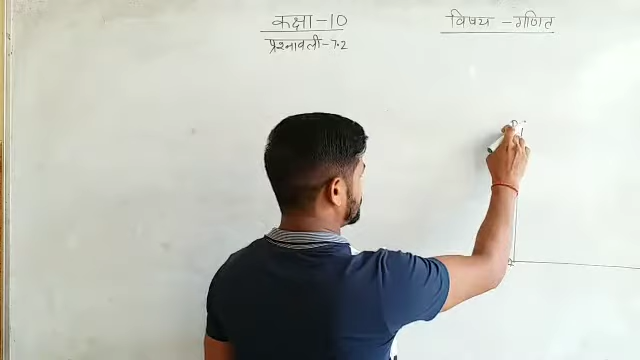 कक्षा -10
विषय - गणित
प्रश्नावली - 7.2